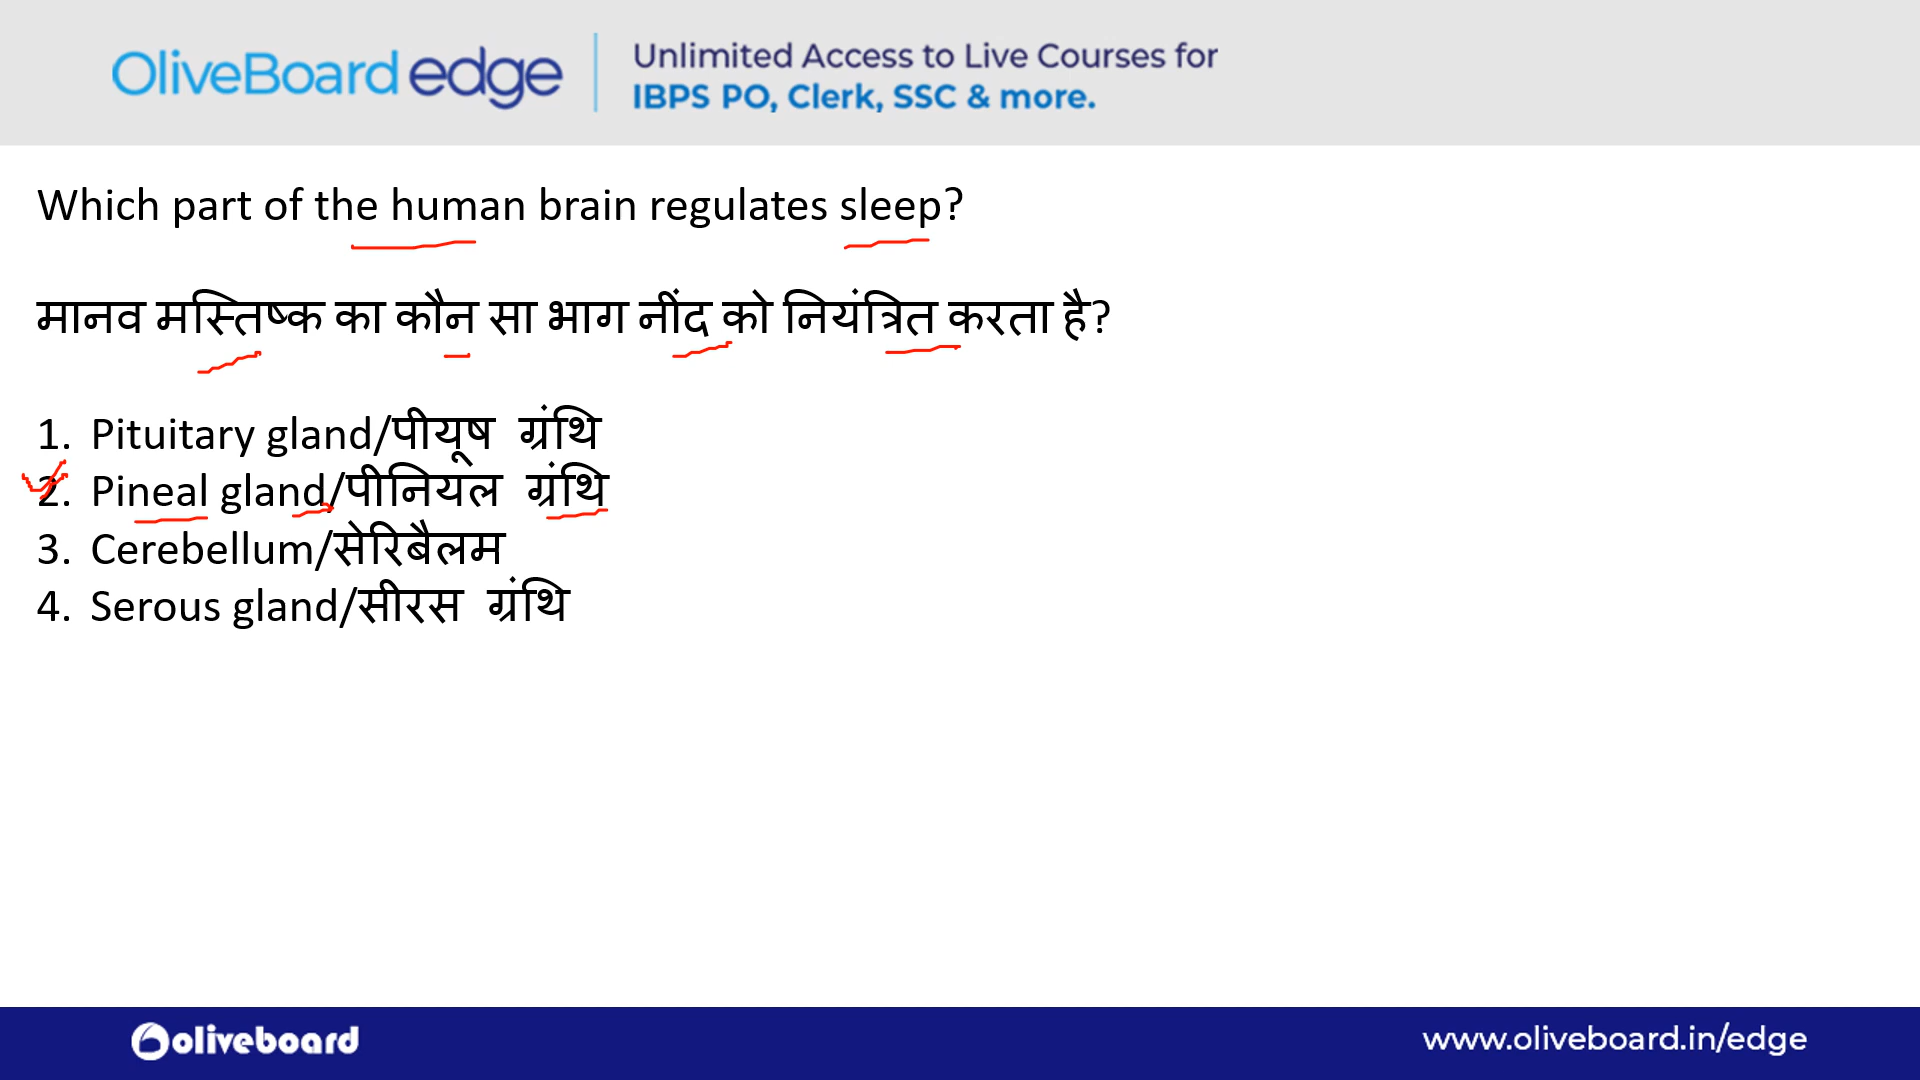 OliveBoard edge
Unlimited Access to Live Courses for
IBPS PO, Clerk, SSC & more.
Which part of the human brain regulates sleep?
मानव मस्तिष्क का कौन सा भाग नींद को नियंत्रित करता है?
1. Pituitary gland/पीयूष ग्रंथि
2. Pineal gland/पीनियल ग्रंथि
3. Cerebellum/सेरिबैलम
4. Serous gland/सीरस ग्रंथि
oliveboard
www.oliveboard.in/edge